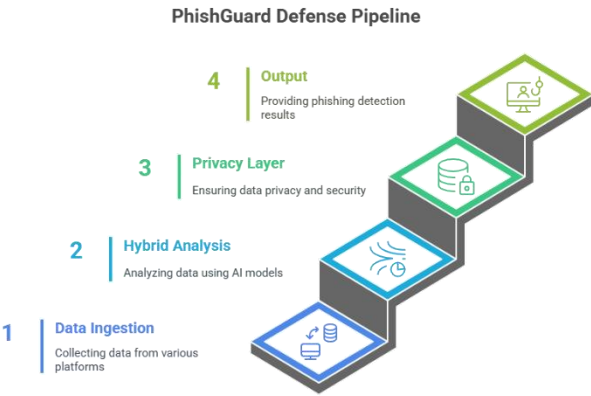 PhishGuard Defense Pipeline
4
Output
Providing phishing detection
results
3
Privacy Layer
Ensuring data privacy and security
2
Hybrid Analysis
Analyzing data using AI models
1
Data Ingestion
Collecting data from various
platforms